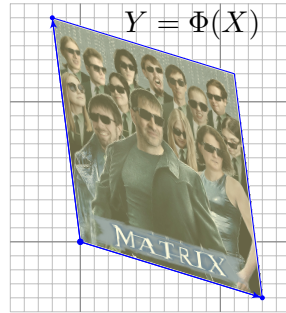 Y = Φ(X)
MATRIX